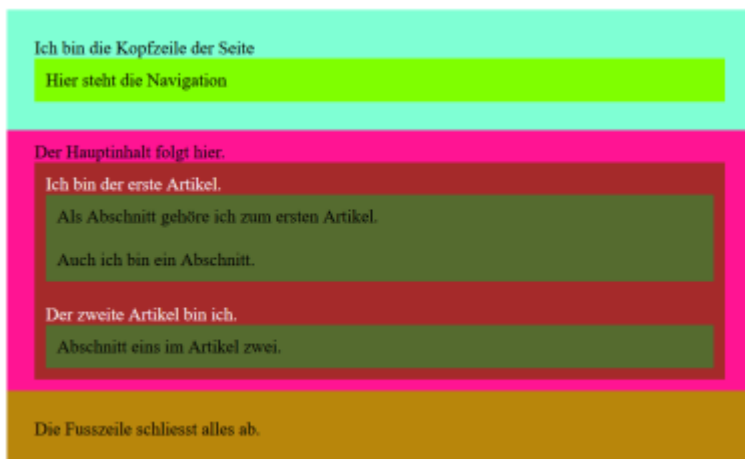 Ich bin die Kopfzeile der Seite
Hier steht die Navigation
Der Hauptinhalt folgt hier.
Ich bin der erste Artikel.
Als Abschnitt gehöre ich zum ersten Artikel.
Auch ich bin ein Abschnitt.
Der zweite Artikel bin ich.
Abschnitt eins im Artikel zwei.
Die Fusszeile schliesst alles ab.